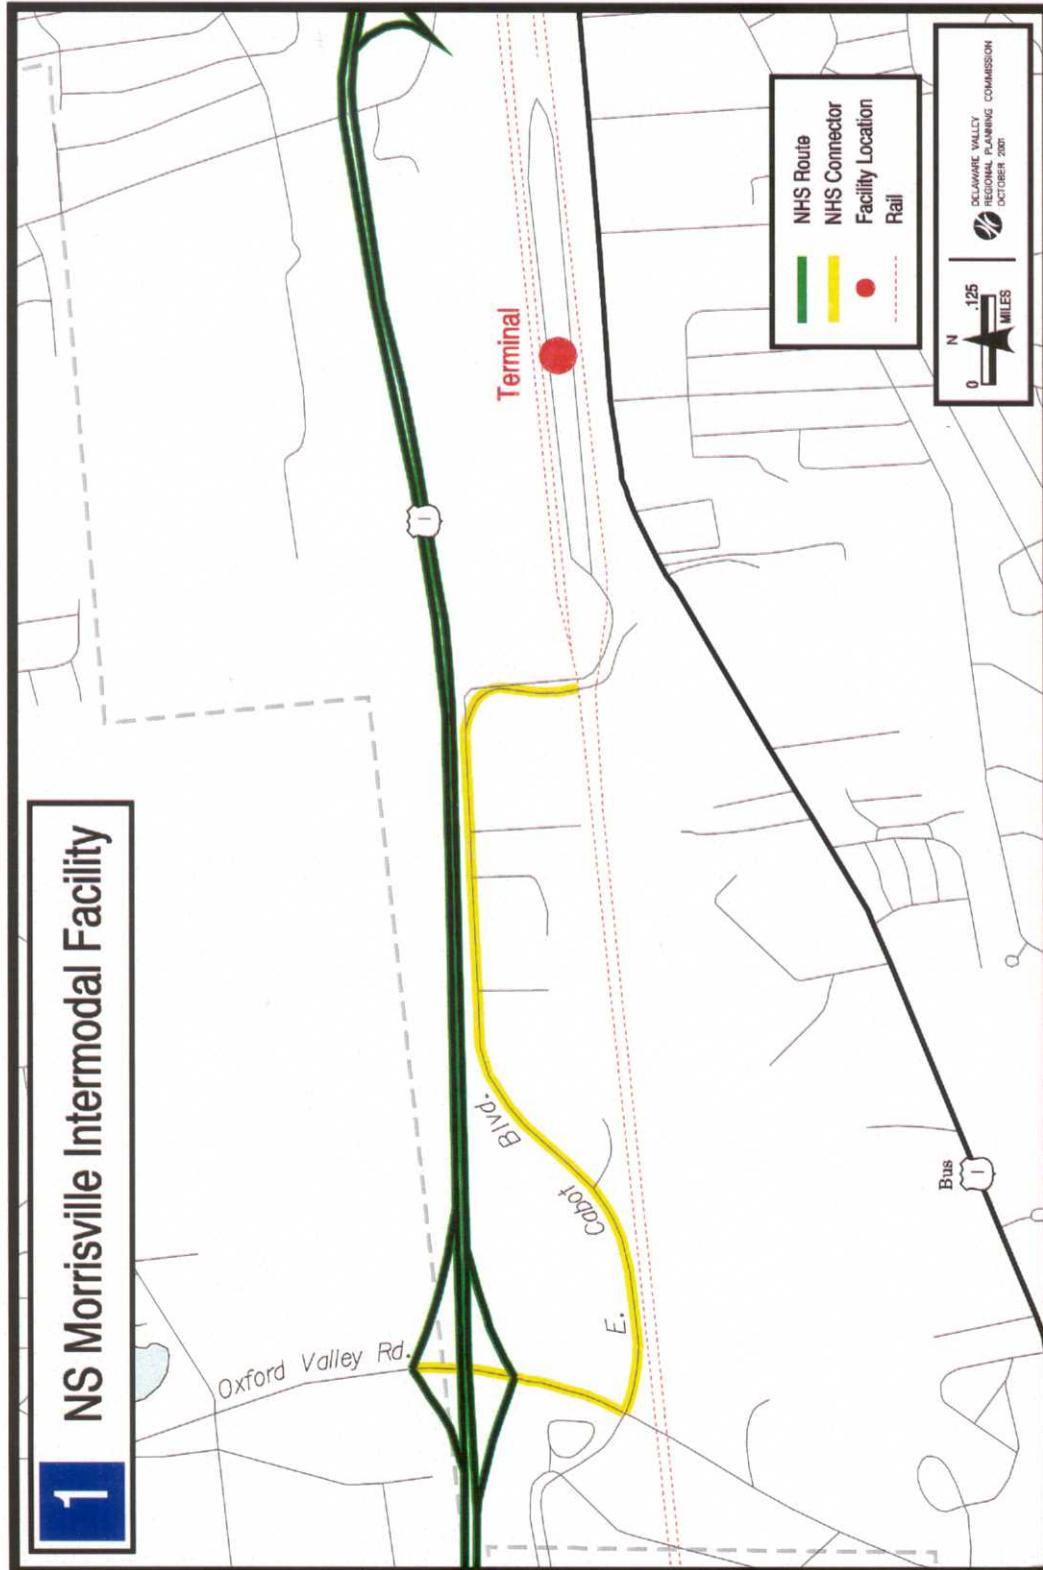 1
NS Morrisville Intermodal Facility
Oxford Valley Rd.
E. Cabot Blvd.
1
Terminal
Bus
1
NHS Route
NHS Connector
Facility Location
Rail
0 .125
MILES
N
DELAWARE VALLEY
REGIONAL PLANNING COMMISSION
OCTOBER 2001